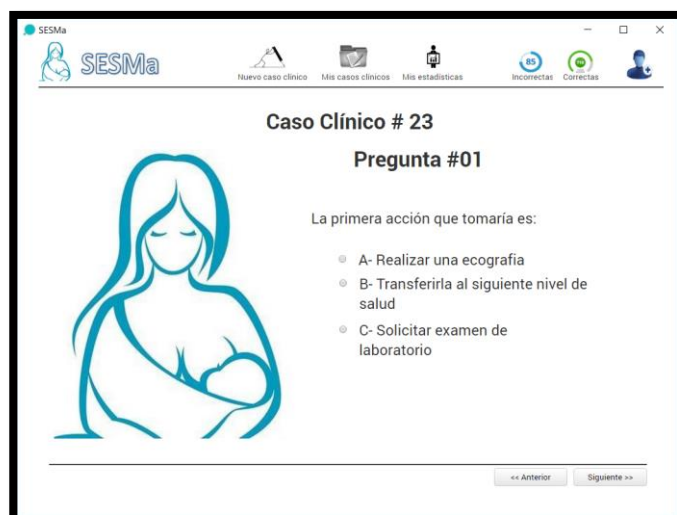 SESMa
SESMa
Nuevo caso clínico Mis casos clínicos Mis estadísticas
85
Incorrectas Correctas
Caso Clínico # 23
Pregunta #01
La primera acción que tomaría es:
A- Realizar una ecografia
B- Transferirla al siguiente nivel de
salud
C- Solicitar examen de
laboratorio
<< Anterior Siguiente >>